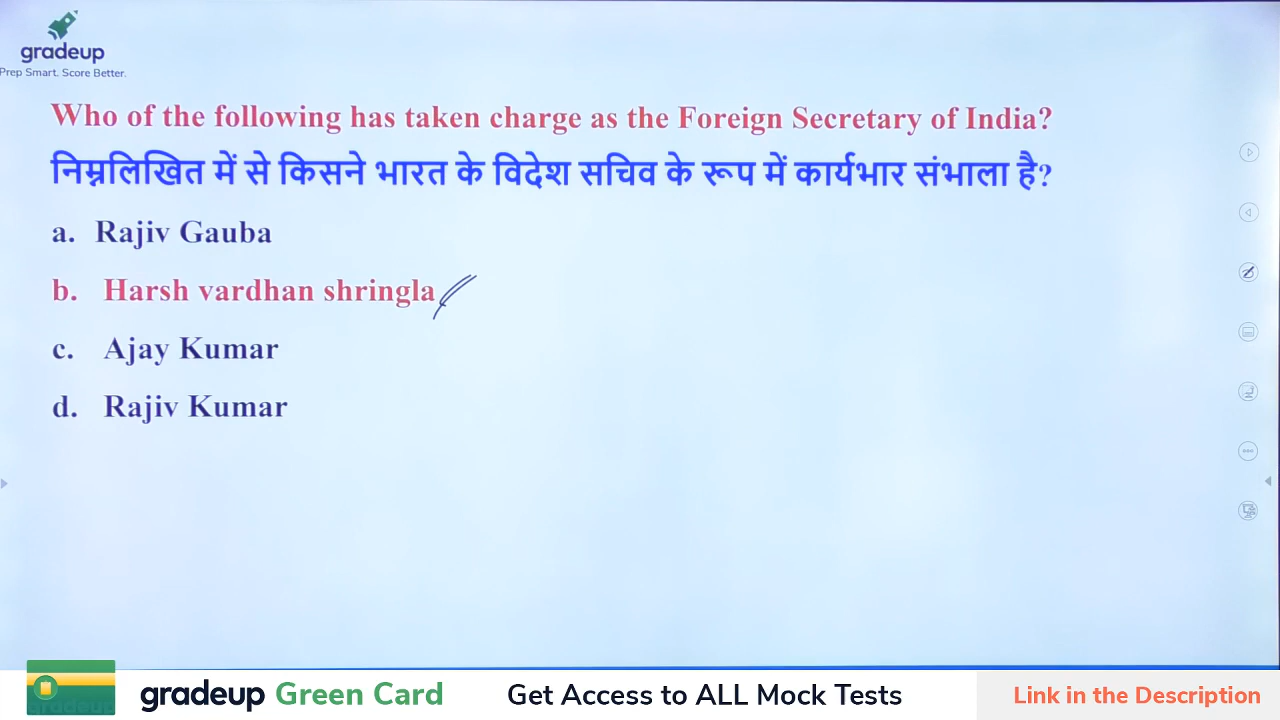 gradeup
Prep Smart. Score Better.
Who of the following has taken charge as the Foreign Secretary of India?
निम्नलिखित में से किसने भारत के विदेश सचिव के रूप में कार्यभार संभाला है?
a. Rajiv Gauba
b. Harsh vardhan shringla
c. Ajay Kumar
d. Rajiv Kumar
gradeup
gradeup Green Card Get Access to ALL Mock Tests Link in the Description